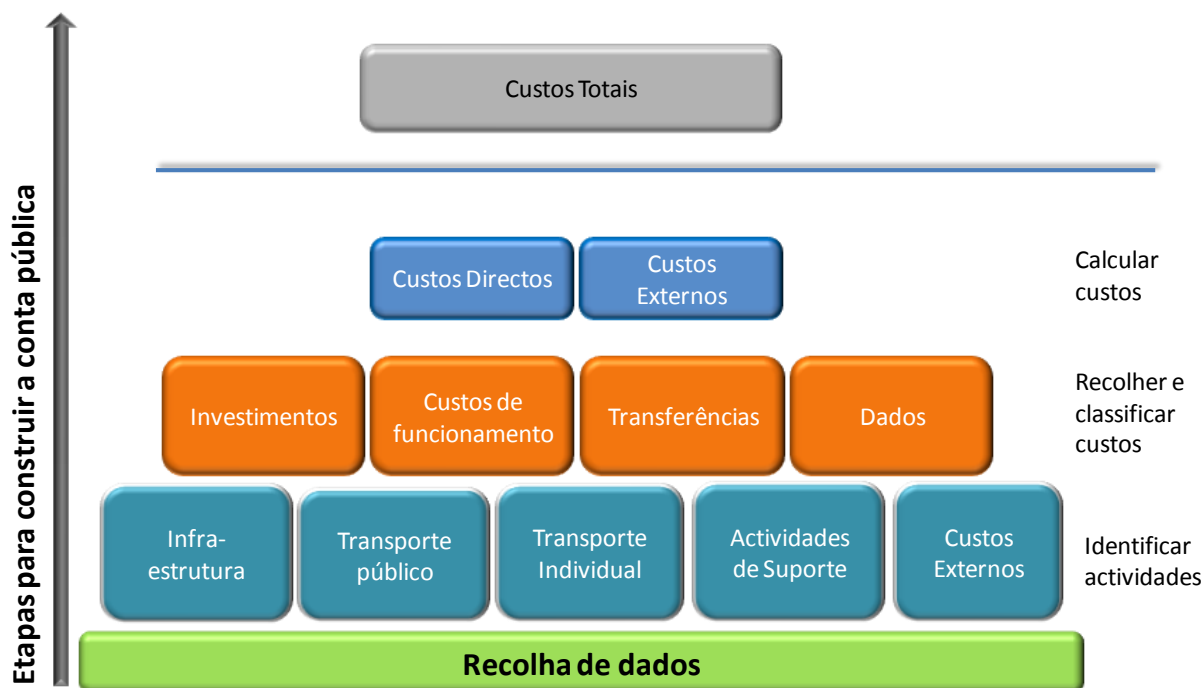 Etapas para construir a conta pública
Custos Totais
Custos Directos
Custos
Externos
Calcular
custos
Investimentos
Custos de
funcionamento
Transferências
Dados
Recolher e
classificar
custos
Infra-
estrutura
Transporte
público
Transporte
Individual
Actividades
de Suporte
Custos
Externos
Identificar
actividades
Recolha de dados